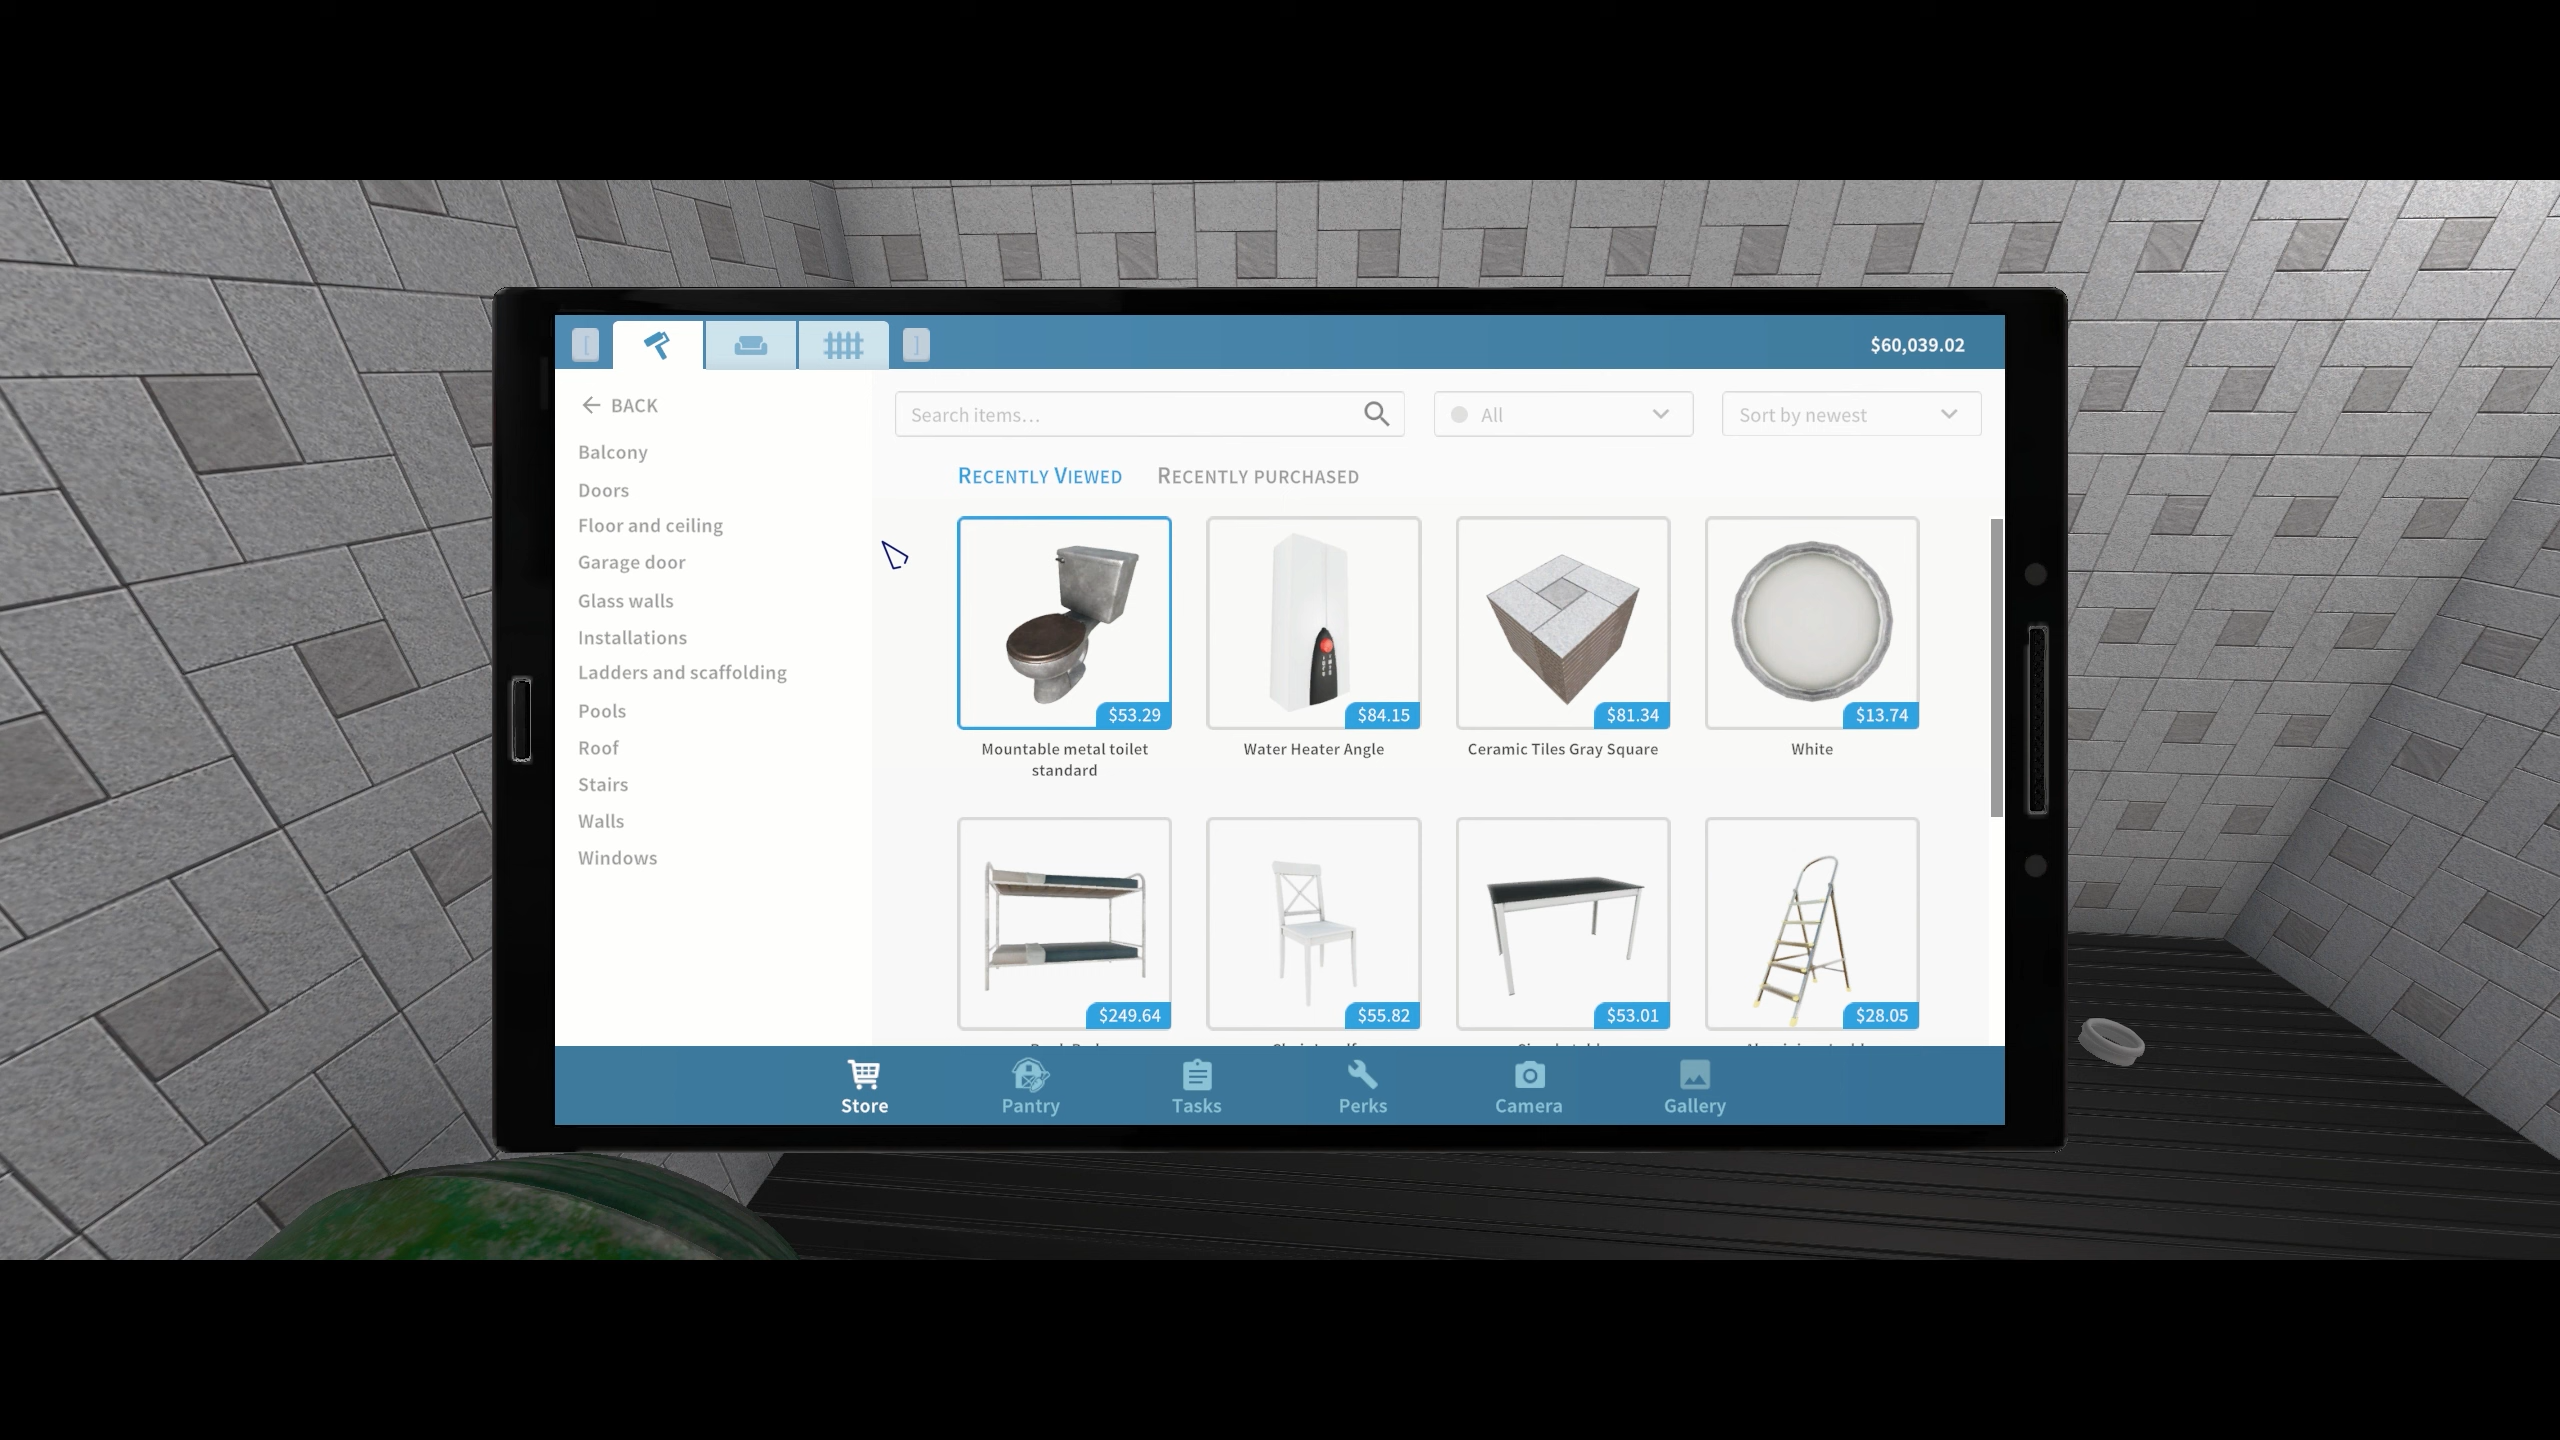 [
]
$60,039.02
BACK
Balcony
Doors
Floor and ceiling
Garage door
Glass walls
Installations
Ladders and scaffolding
Pools
Roof
Stairs
Walls
Windows
Search items...
All
Sort by newest
RECENTLY VIEWED
RECENTLY PURCHASED
$53.29
Mountable metal toilet
standard
$84.15
Water Heater Angle
$81.34
Ceramic Tiles Gray Square
$13.74
White
$249.64
$55.82
$53.01
$28.05
Store
Pantry
Tasks
Perks
Camera
Gallery